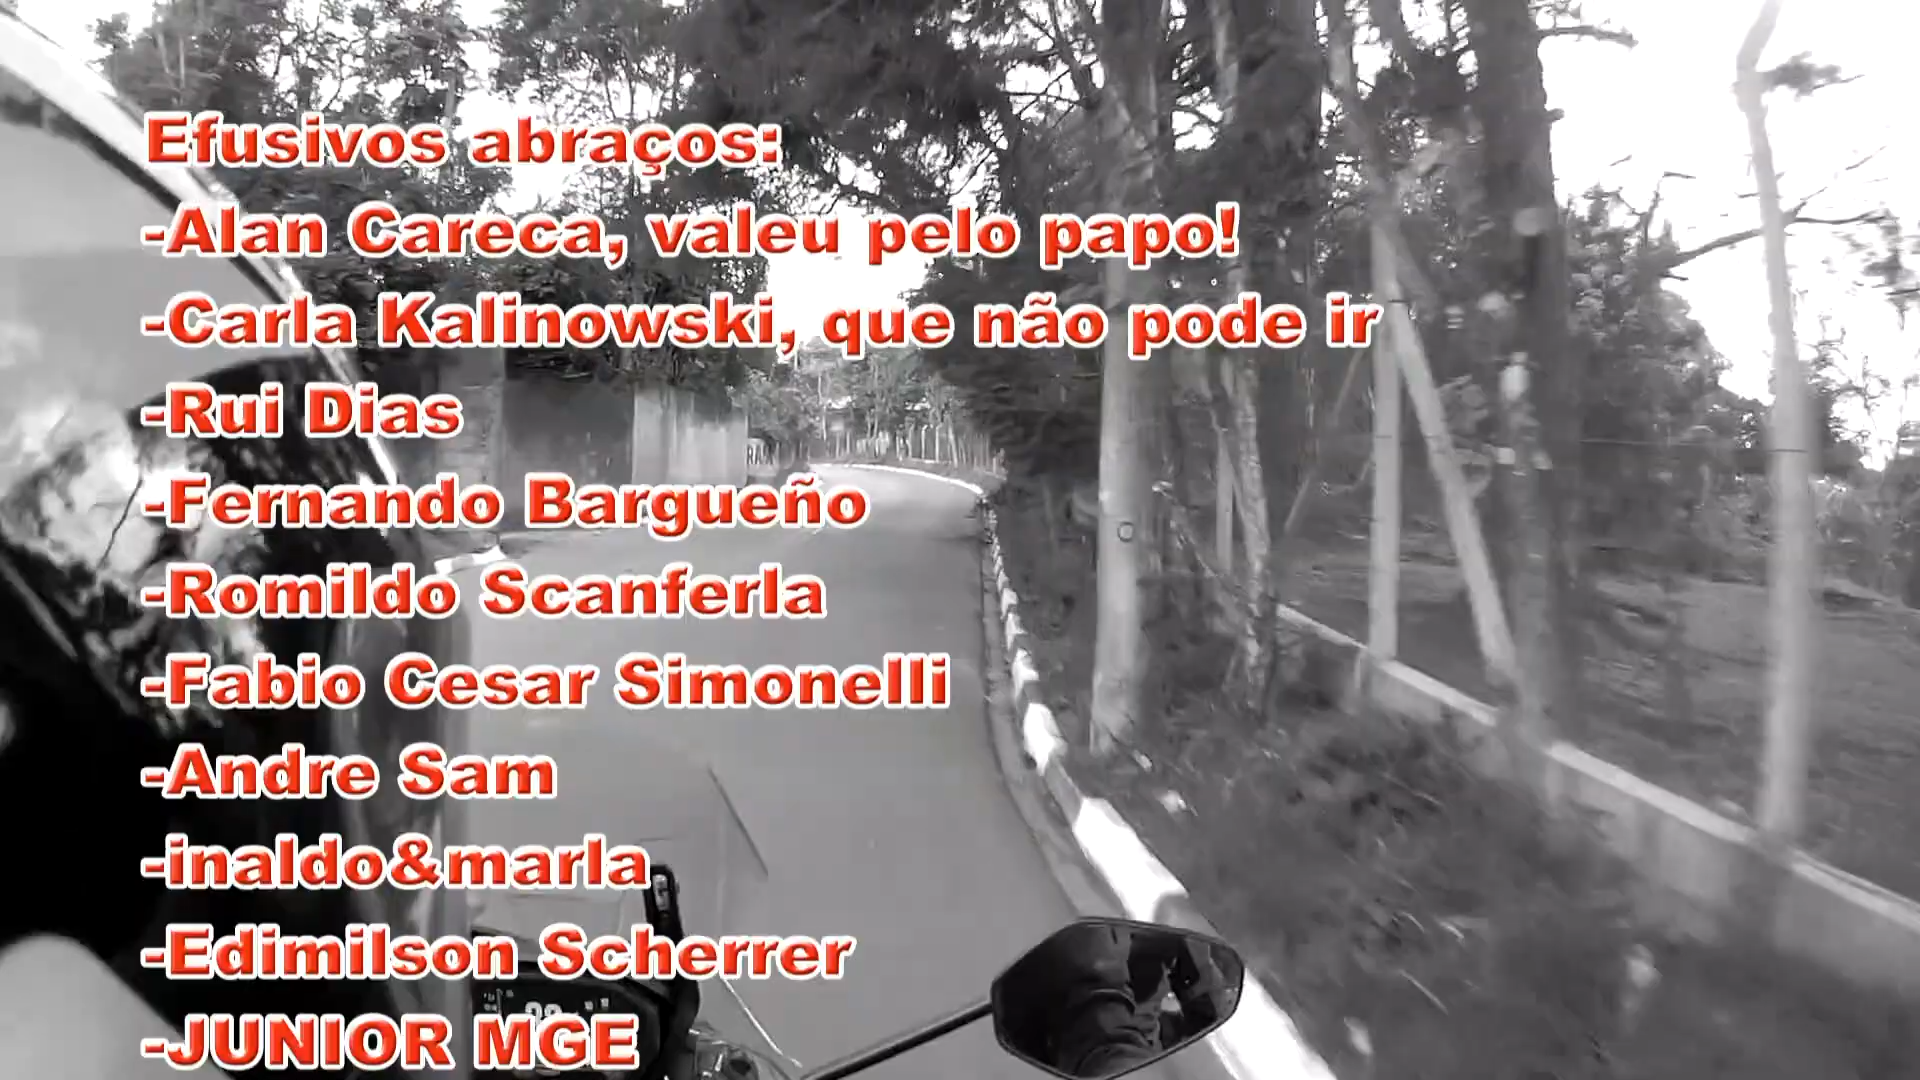 Efusivos abraços:
-Alan Careca, valeu pelo papo!
-Carla Kalinowski, que não pode ir
-Rui Dias
-Fernando Bargueño
-Romildo Scanferla
-Fabio Cesar Simonelli
-Andre Sam
-inaldo&marla
-Edimilson Scherrer
-JUNIOR MGE